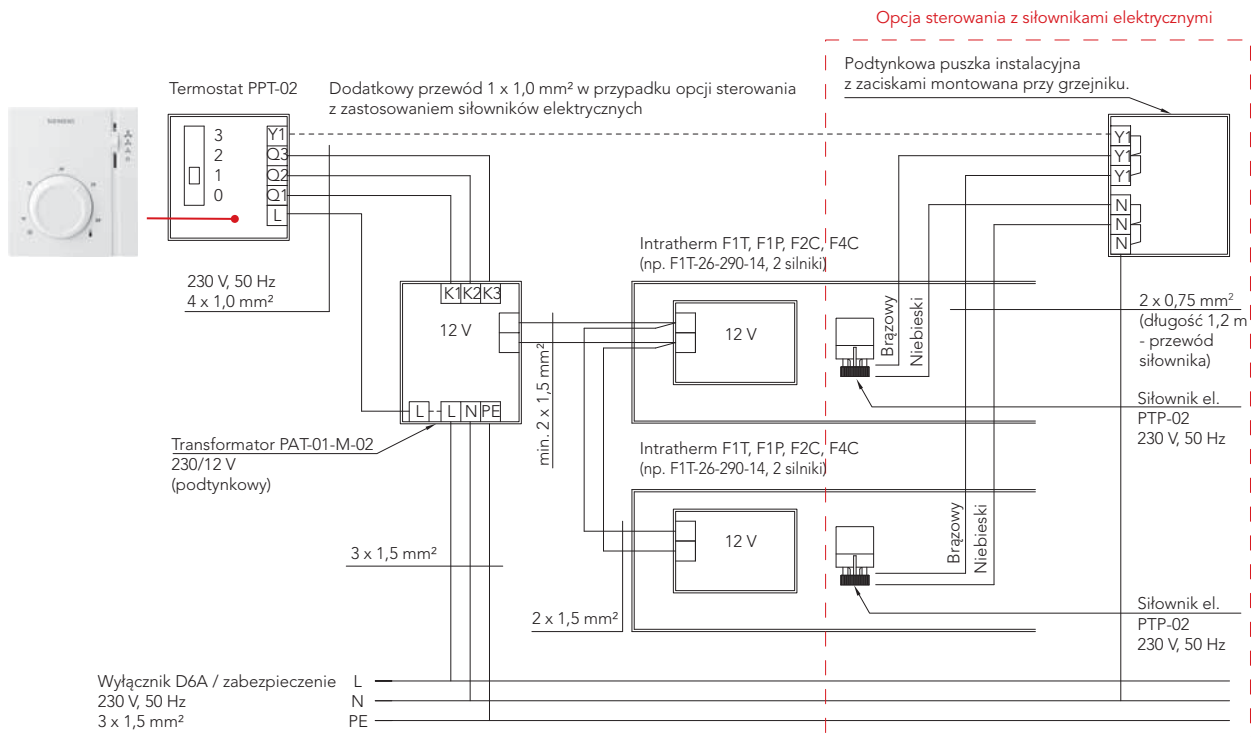 Opcja sterowania z siłownikami elektrycznymi
Podtynkowa puszka instalacyjna
z zaciskami montowana przy grzejniku.
Termostat PPT-02
Dodatkowy przewód 1 x 1,0 mm² w przypadku opcji sterowania
z zastosowaniem siłowników elektrycznych
SIEMENS
3
2
1
0
Y1
Q3
Q2
Q1
L
Y1
Y1
Y1
N
N
N
230 V, 50 Hz
4 x 1,0 mm²
K1
K2
K3
12 V
L
L
N
PE
Transformator PAT-01-M-02
230/12 V
(podtynkowy)
min. 2 x 1,5 mm²
Intratherm F1T, F1P, F2C, F4C
(np. F1T-26-290-14, 2 silniki)
12 V
Brązowy
Niebieski
2 x 0,75 mm²
(długość 1,2 m
- przewód
siłownika)
Siłownik el.
PTP-02
230 V, 50 Hz
Intratherm F1T, F1P, F2C, F4C
(np. F1T-26-290-14, 2 silniki)
12 V
Brązowy
Niebieski
3 x 1,5 mm²
2 x 1,5 mm²
Siłownik el.
PTP-02
230 V, 50 Hz
Wyłącznik D6A / zabezpieczenie
230 V, 50 Hz
3 x 1,5 mm²
L
N
PE